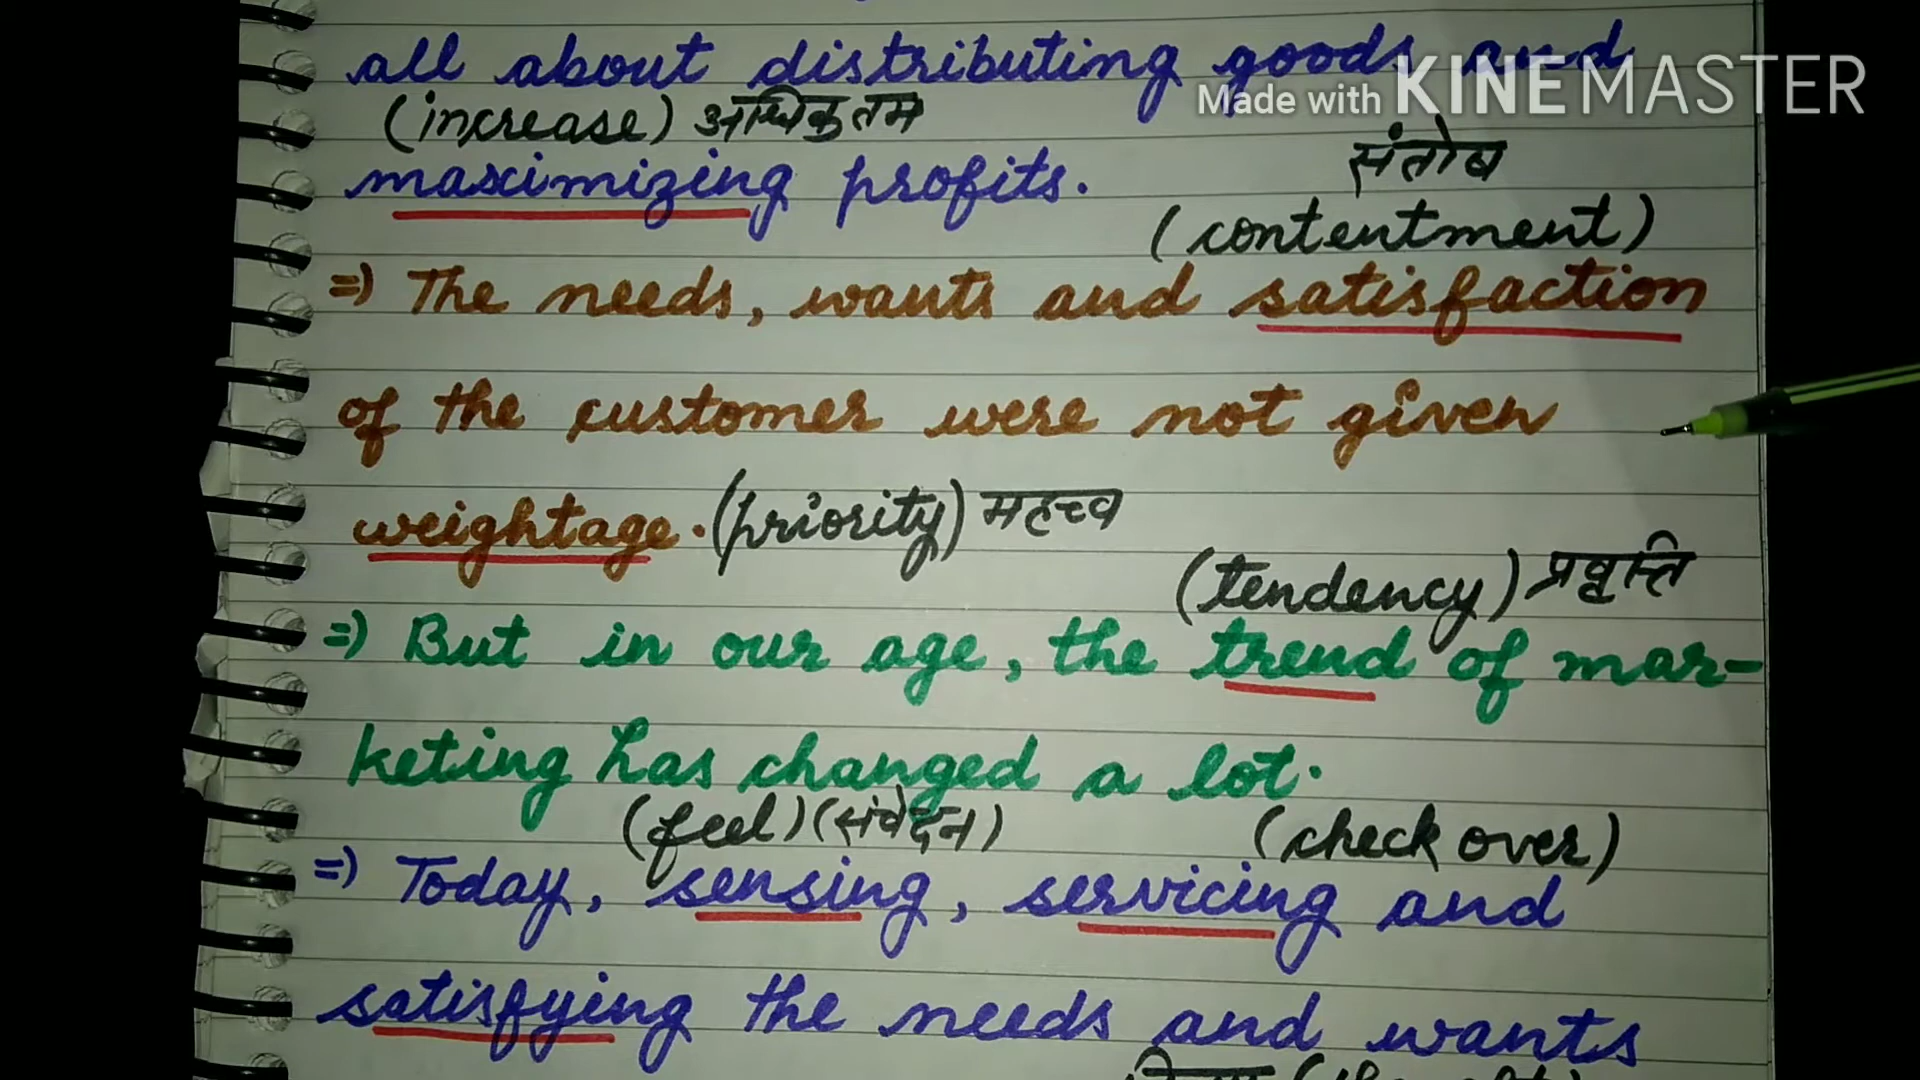 all about distributing goods and
Made with KINEMASTER
(increase) अधिकतम
संतोष
maximizing profits.
(contentment)
=) The needs, wants and satisfaction
of the customer were not given
weightage. (priority) महत्त्व
(tendency) प्रवृत्ति
=) But in our age, the trend of mar-
keting has changed a lot.
(feel) (संवेदन) (check over)
=) Today, sensing, servicing and
satisfying the needs and wants